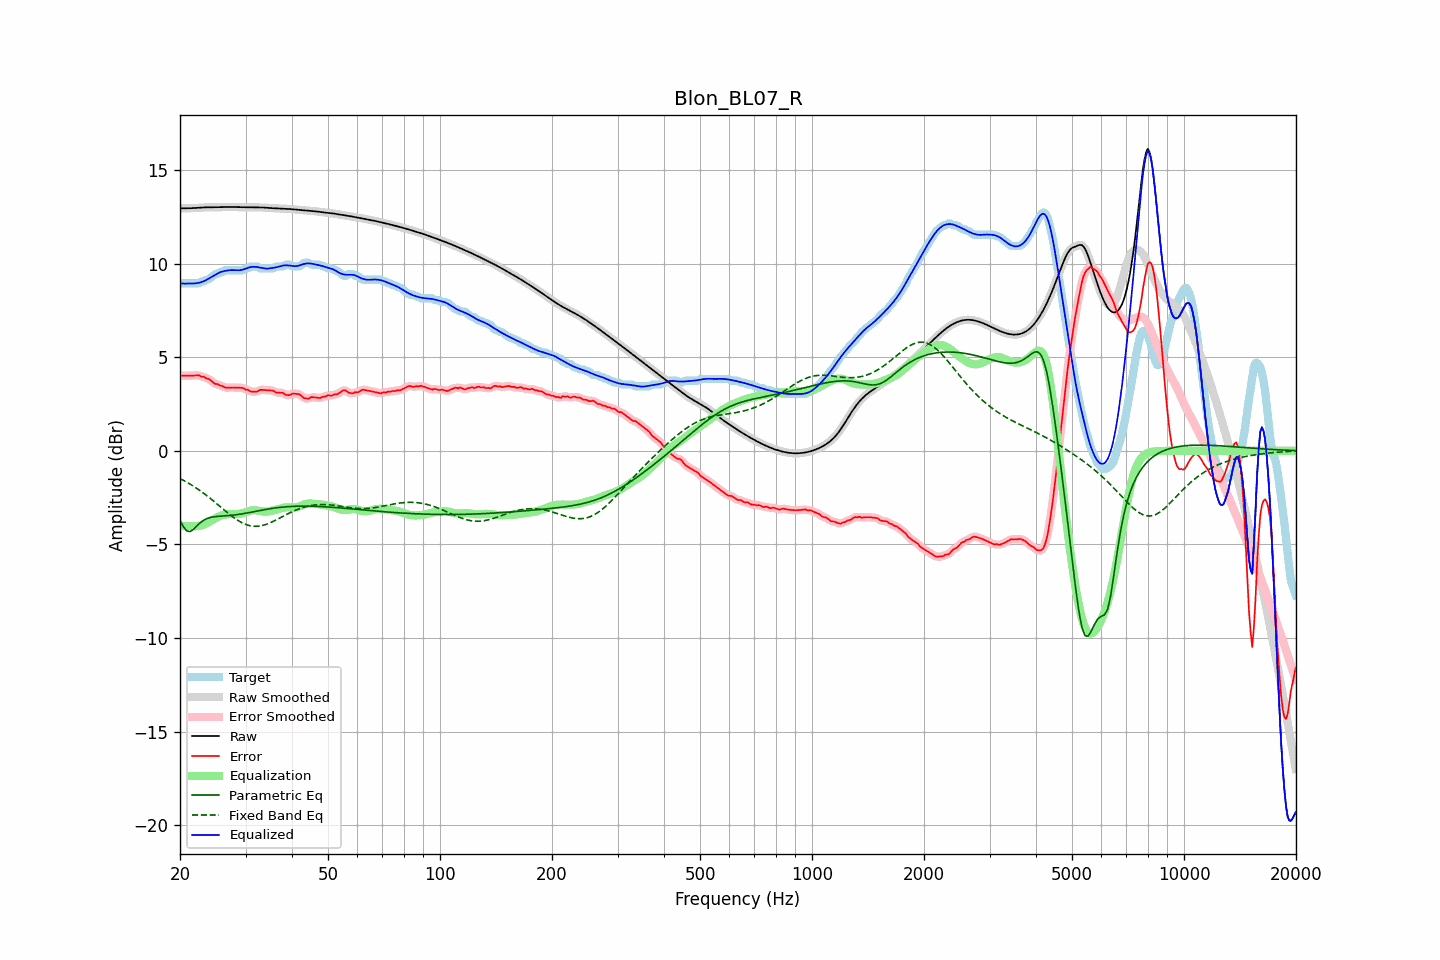 Blon_BL07_R
Amplitude (dBr)
15
10
5
0
−5
−10
−15
−20
Target
Raw Smoothed
Error Smoothed
Raw
Error
Equalization
Parametric Eq
Fixed Band Eq
Equalized
20 50 100 200 500 1000 2000 5000 10000 20000
Frequency (Hz)